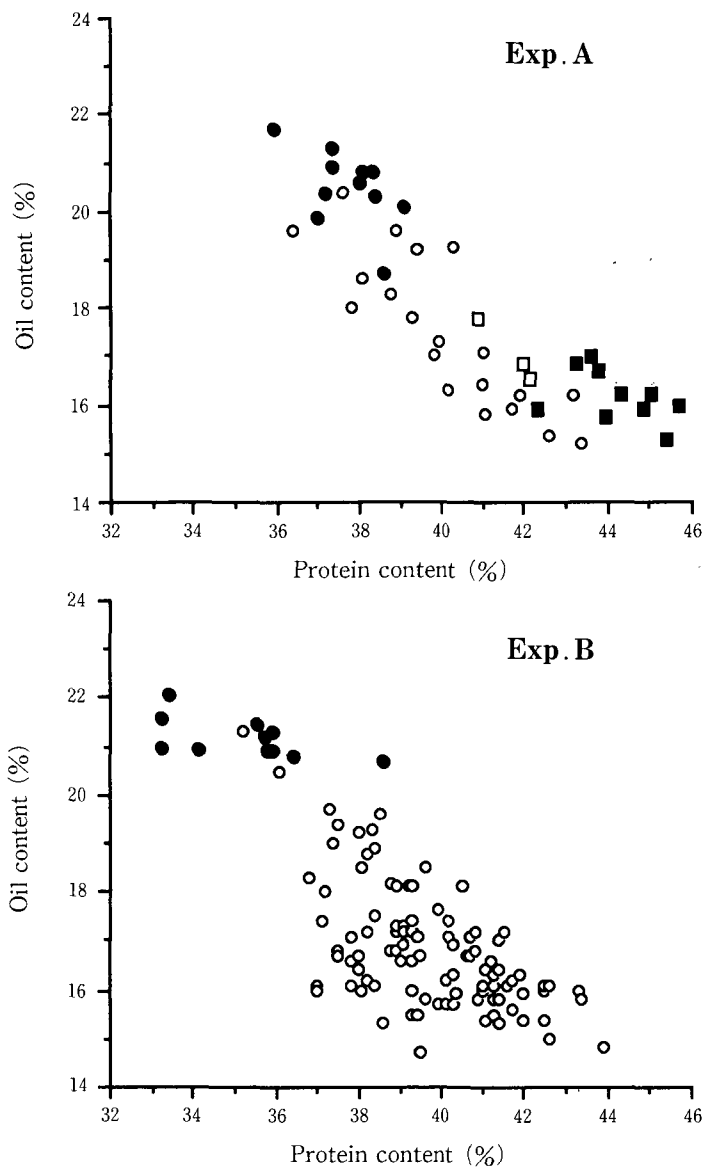 Exp. A
24
22
20
18
16
14
Oil content (%)
32 34 36 38 40 42 44 46
Protein content (%)
Exp. B
24
22
20
18
16
14
Oil content (%)
32 34 36 38 40 42 44 46
Protein content (%)